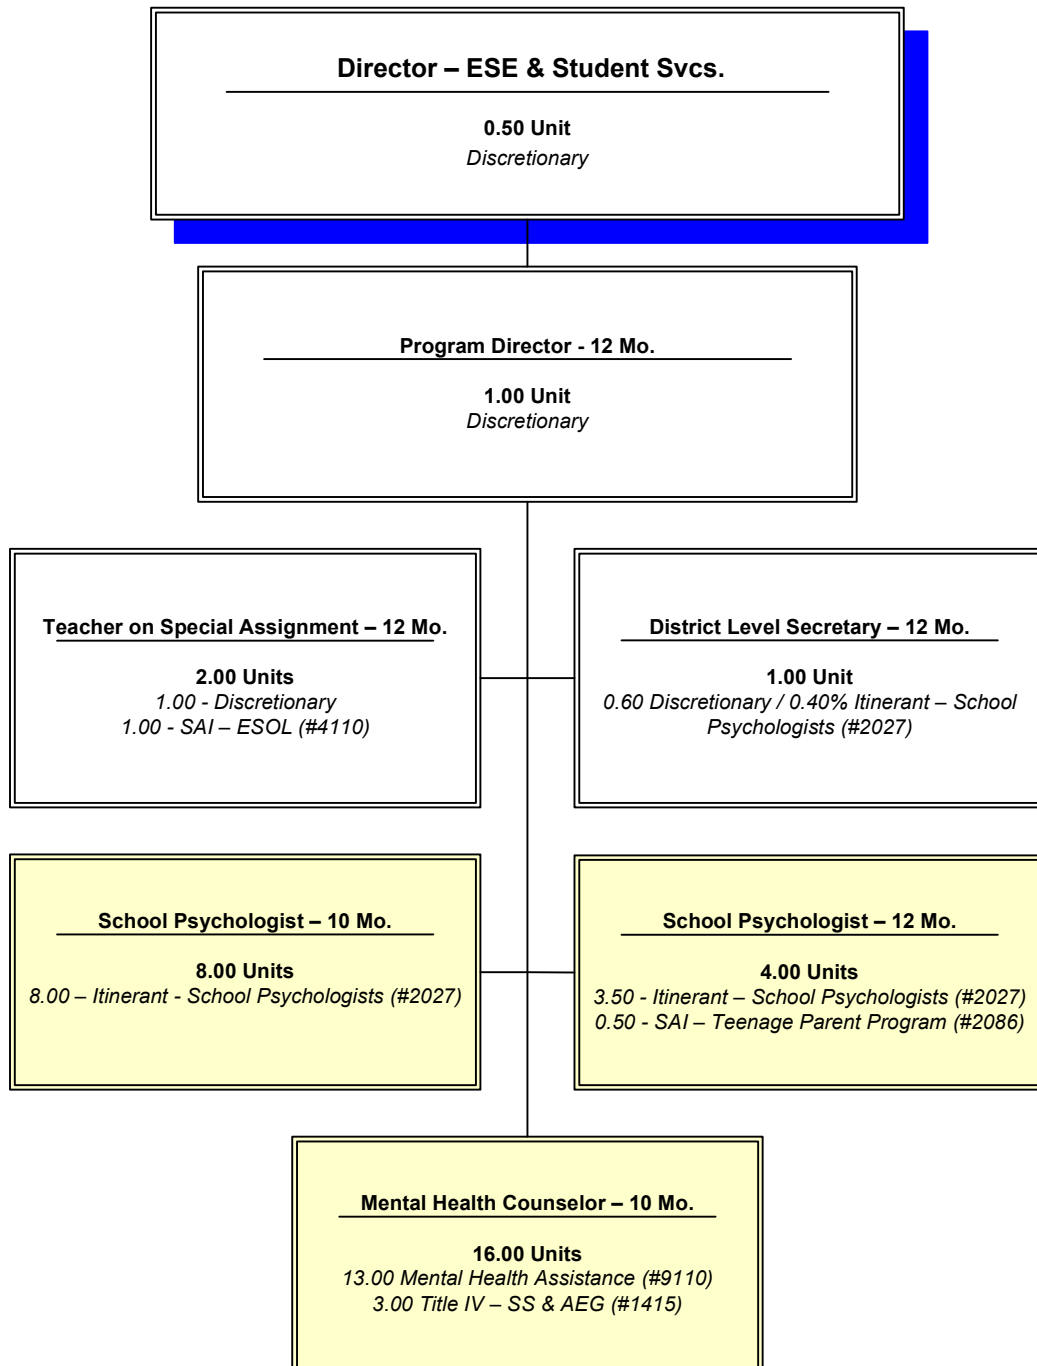 Director – ESE & Student Svcs.
0.50 Unit
Discretionary
Program Director - 12 Mo.
1.00 Unit
Discretionary
Teacher on Special Assignment – 12 Mo.
2.00 Units
1.00 - Discretionary
1.00 - SAI – ESOL (#4110)
District Level Secretary – 12 Mo.
1.00 Unit
0.60 Discretionary / 0.40% Itinerant – School
Psychologists (#2027)
School Psychologist – 10 Mo.
8.00 Units
8.00 – Itinerant - School Psychologists (#2027)
School Psychologist – 12 Mo.
4.00 Units
3.50 - Itinerant – School Psychologists (#2027)
0.50 - SAI – Teenage Parent Program (#2086)
Mental Health Counselor – 10 Mo.
16.00 Units
13.00 Mental Health Assistance (#9110)
3.00 Title IV – SS & AEG (#1415)